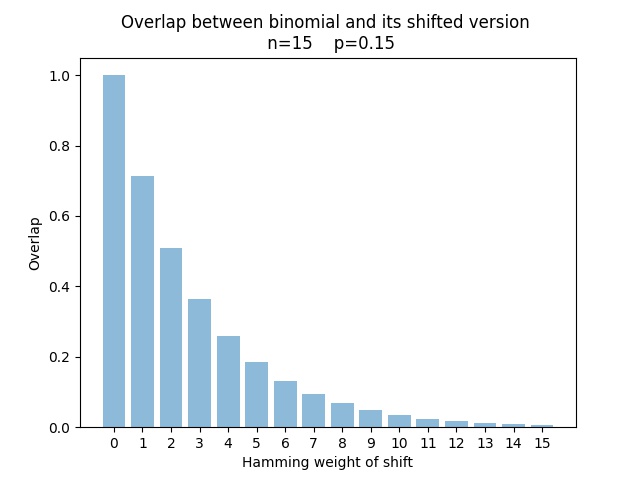 Overlap between binomial and its shifted version
n=15    p=0.15
1.0
0.8
0.6
0.4
0.2
0.0
Overlap
0 1 2 3 4 5 6 7 8 9 10 11 12 13 14 15
Hamming weight of shift